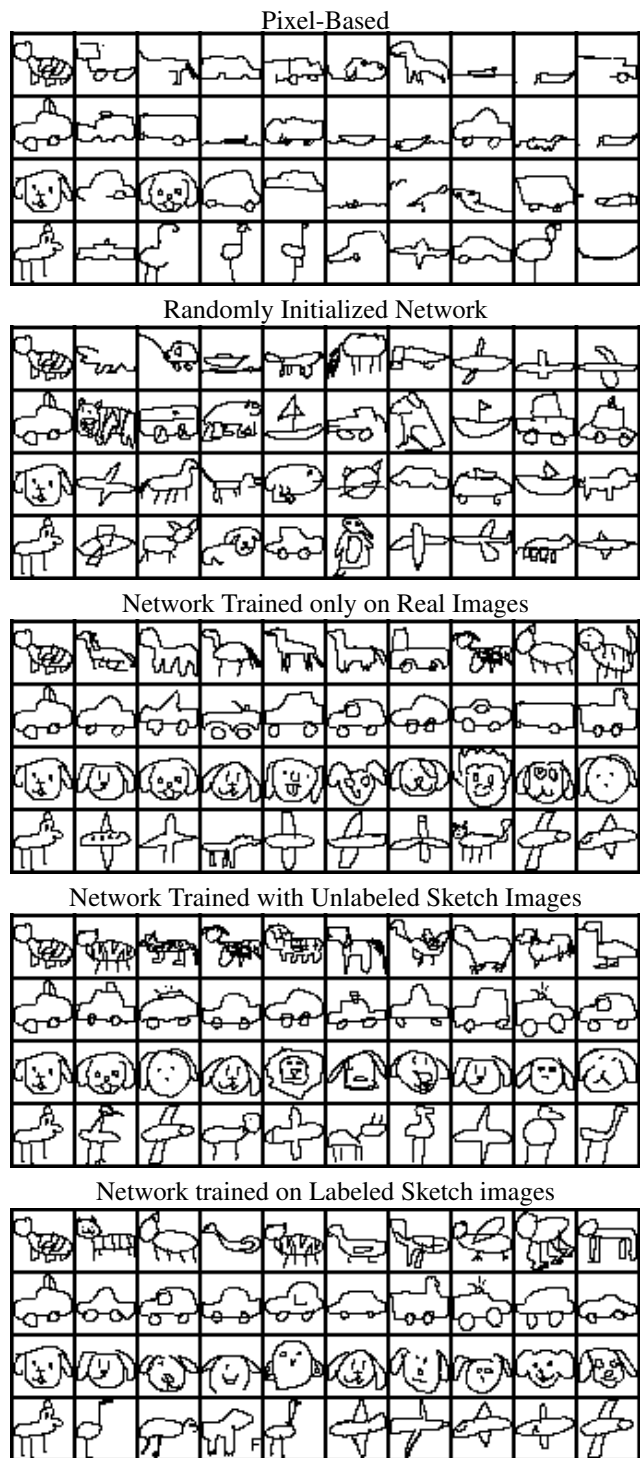 Pixel-Based
Randomly Initialized Network
Network Trained only on Real Images
Network Trained with Unlabeled Sketch Images
Network trained on Labeled Sketch images
F